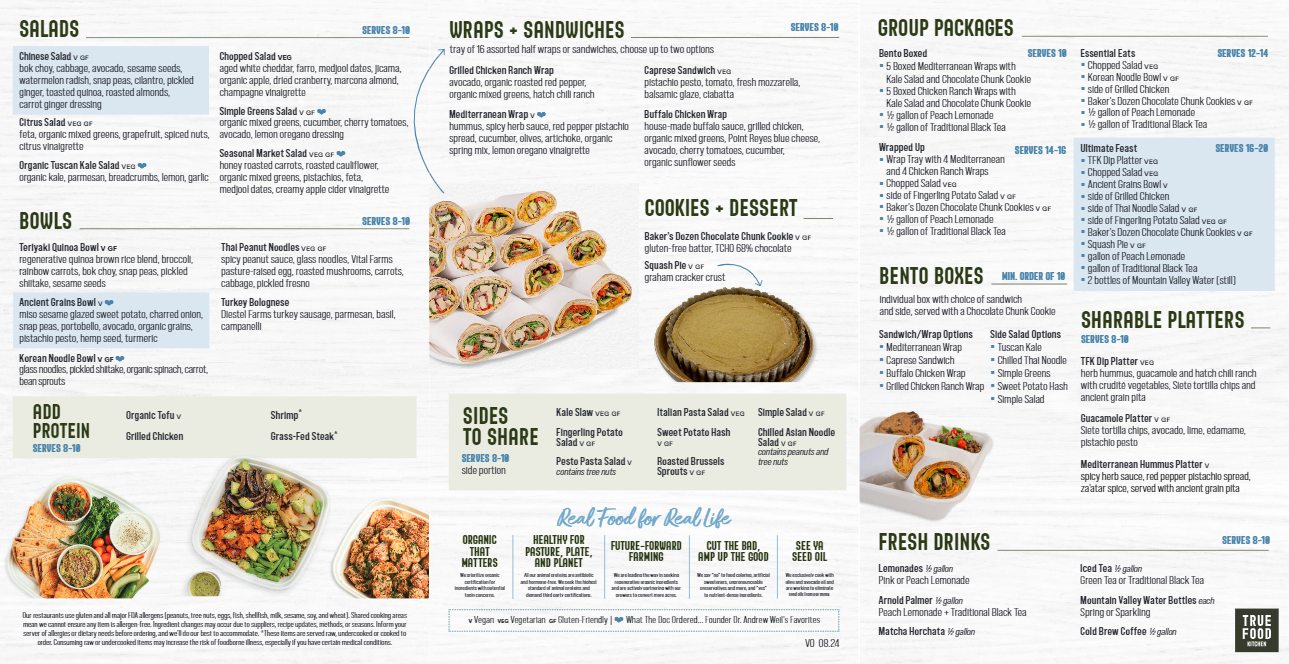 SALADS
SERVES 8-10
Chinese Salad V GF
bok choy, cabbage, avocado, sesame seeds,
watermelon radish, snap peas, cilantro, pickled
ginger, toasted quinoa, roasted almonds,
carrot ginger dressing
Citrus Salad VEG GF
feta, organic mixed greens, grapefruit, spiced nuts,
citrus vinaigrette
Organic Tuscan Kale Salad VEG
organic kale, parmesan, breadcrumbs, lemon, garlic
Chopped Salad VEG
aged white cheddar, farro, medjool dates, jicama,
organic apple, dried cranberry, marcona almond,
champagne vinaigrette
Simple Greens Salad V GF
organic mixed greens, cucumber, cherry tomatoes,
avocado, lemon oregano dressing
Seasonal Market Salad VEG GF
honey roasted carrots, roasted cauliflower,
organic mixed greens, pistachios, feta,
medjool dates, creamy apple cider vinaigrette
BOWLS
SERVES 8-10
Teriyaki Quinoa Bowl V GF
regenerative quinoa brown rice blend, broccoli,
rainbow carrots, bok choy, snap peas, pickled
shiitake, sesame seeds
Ancient Grains Bowl V
miso sesame glazed sweet potato, charred onion,
snap peas, portobello, avocado, organic grains,
pistachio pesto, hemp seed, turmeric
Korean Noodle Bowl V GF
glass noodles, pickled shiitake, organic spinach, carrot,
bean sprouts
Thai Peanut Noodles VEG GF
spicy peanut sauce, glass noodles, Vital Farms
pasture-raised egg, roasted mushrooms, carrots,
cabbage, pickled fresno
Turkey Bolognese
Diestel Farms turkey sausage, parmesan, basil,
campanelli
ADD
PROTEIN
SERVES 8-10
Organic Tofu V
Grilled Chicken
Shrimp*
Grass-Fed Steak*
Our restaurants use gluten and all major FDA allergens (peanuts, tree nuts, eggs, fish, shellfish, milk, sesame, soy, and wheat). Shared cooking areas
mean we cannot ensure any item is allergen-free. Ingredient changes may occur due to suppliers, recipe updates, methods, or seasons. Inform your
server of allergies or dietary needs before ordering, and we'll do our best to accommodate. *These items are served raw, undercooked or cooked to
order. Consuming raw or undercooked items may increase the risk of foodborne illness, especially if you have certain medical conditions.
WRAPS + SANDWICHES
SERVES 8-10
tray of 16 assorted half wraps or sandwiches, choose up to two options
Grilled Chicken Ranch Wrap
avocado, organic roasted red pepper,
organic mixed greens, hatch chili ranch
Mediterranean Wrap V
hummus, spicy herb sauce, red pepper pistachio
spread, cucumber, olives, artichoke, organic
spring mix, lemon oregano vinaigrette
Caprese Sandwich VEG
pistachio pesto, tomato, fresh mozzarella,
balsamic glaze, ciabatta
Buffalo Chicken Wrap
house-made buffalo sauce, grilled chicken,
organic mixed greens, Point Reyes blue cheese,
avocado, cherry tomatoes, cucumber,
organic sunflower seeds
COOKIES + DESSERT
Baker's Dozen Chocolate Chunk Cookie V GF
gluten-free batter, TCHO 68% chocolate
Squash Pie V GF
graham cracker crust
SIDES
TO SHARE
SERVES 8-10
side portion
Kale Slaw VEG GF
Fingerling Potato
Salad V GF
Pesto Pasta Salad V
contains tree nuts
Italian Pasta Salad VEG
Sweet Potato Hash
V GF
Roasted Brussels
Sprouts V GF
Simple Salad V GF
Chilled Asian Noodle
Salad V GF
contains peanuts and
tree nuts
Real Food for Real Life
ORGANIC
THAT
MATTERS
We prioritize organic
certification for
ingredients with potential
toxin concerns.
HEALTHY FOR
PASTURE, PLATE,
AND PLANET
All our animal proteins are antibiotic
and hormone-free. We seek the highest
standard of animal proteins and
demand third party certifications.
FUTURE-FORWARD
FARMING
We are leading the way in seeking
regenerative organic ingredients
and are actively partnering with our
growers to convert more acres.
CUT THE BAD,
AMP UP THE GOOD
We say "no" to food coloring, artificial
sweeteners, unpronounceable
preservatives and more, and "yes"
to nutrient-dense ingredients.
SEE YA
SEED OIL
We exclusively cook with
olive and avocado oil and
are working to eliminate
V Vegan VEG Vegetarian GF Gluten-Friendly | What The Doc Ordered... Founder Dr. Andrew Weil's Favorites
VO 08.24
GROUP PACKAGES
Bento Boxed
SERVES 10
5 Boxed Mediterranean Wraps with
Kale Salad and Chocolate Chunk Cookie
5 Boxed Chicken Ranch Wraps with
Kale Salad and Chocolate Chunk Cookie
½ gallon of Peach Lemonade
½ gallon of Traditional Black Tea
Wrapped Up
SERVES 14-16
Wrap Tray with 4 Mediterranean
and 4 Chicken Ranch Wraps
Chopped Salad VEG
side of Fingerling Potato Salad V GF
Baker's Dozen Chocolate Chunk Cookies V GF
½ gallon of Peach Lemonade
½ gallon of Traditional Black Tea
Essential Eats
SERVES 12-14
Chopped Salad VEG
Korean Noodle Bowl V GF
side of Grilled Chicken
Baker's Dozen Chocolate Chunk Cookies V GF
½ gallon of Peach Lemonade
½ gallon of Traditional Black Tea
Ultimate Feast
SERVES 16-20
TFK Dip Platter VEG
Chopped Salad VEG
Ancient Grains Bowl V
side of Grilled Chicken
side of Thai Noodle Salad V GF
side of Fingerling Potato Salad VEG GF
Baker's Dozen Chocolate Chunk Cookies V GF
Squash Pie V GF
gallon of Peach Lemonade
gallon of Traditional Black Tea
2 bottles of Mountain Valley Water [still]
BENTO BOXES
MIN. ORDER OF 10
individual box with choice of sandwich
and side, served with a Chocolate Chunk Cookie
Sandwich/Wrap Options
Mediterranean Wrap
Caprese Sandwich
Buffalo Chicken Wrap
Grilled Chicken Ranch Wrap
Side Salad Options
Tuscan Kale
Chilled Thai Noodle
Simple Greens
Sweet Potato Hash
Simple Salad
SHARABLE PLATTERS
SERVES 8-10
TFK Dip Platter VEG
herb hummus, guacamole and hatch chili ranch
with crudité vegetables, Siete tortilla chips and
ancient grain pita
Guacamole Platter V GF
Siete tortilla chips, avocado, lime, edamame,
pistachio pesto
Mediterranean Hummus Platter V
spicy herb sauce, red pepper pistachio spread,
za'atar spice, served with ancient grain pita
FRESH DRINKS
SERVES 8-10
Lemonades ½ gallon
Pink or Peach Lemonade
Arnold Palmer ½ gallon
Peach Lemonade + Traditional Black Tea
Matcha Horchata ½ gallon
Iced Tea ½ gallon
Green Tea or Traditional Black Tea
Mountain Valley Water Bottles each
Spring or Sparkling
Cold Brew Coffee ½ gallon
TRUE
FOOD
KITCHEN